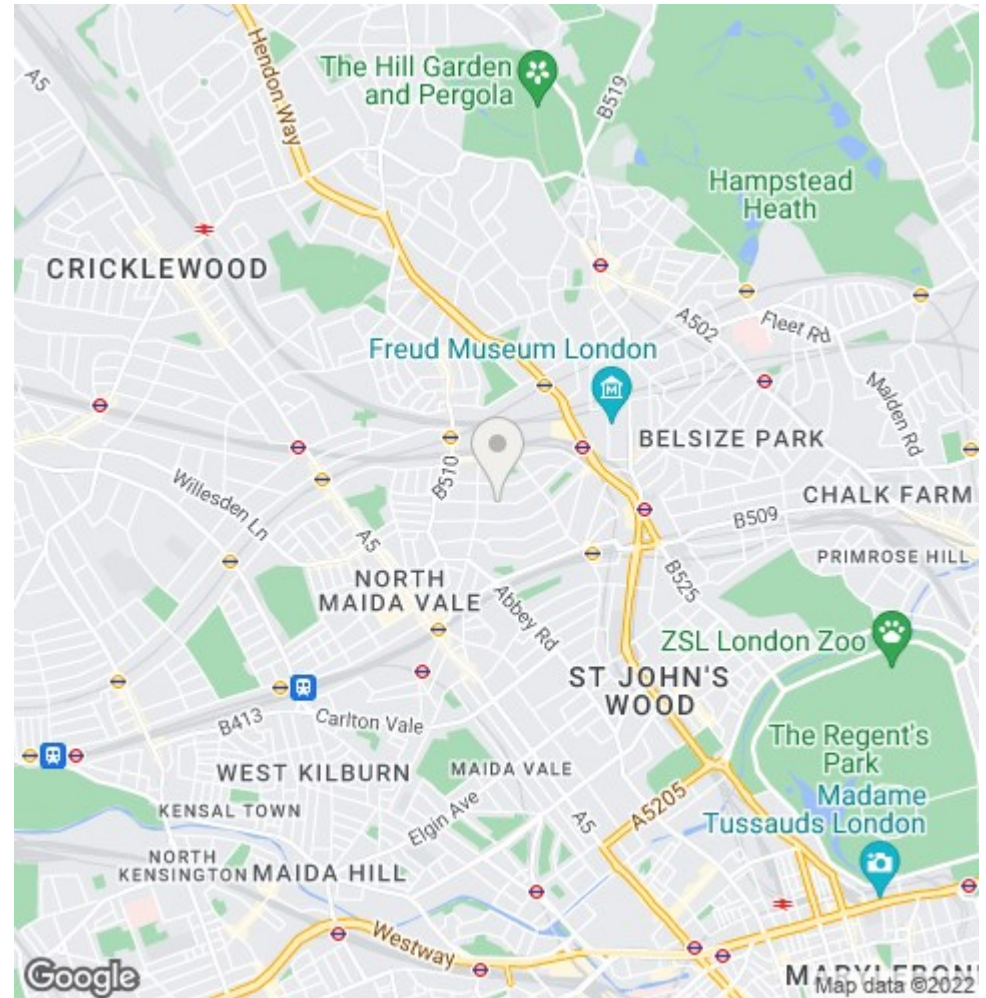 A5
Hendon Way
The Hill Garden
and Pergola
B519
Hampstead
Heath
CRICKLEWOOD
A502
Fleet Rd
Freud Museum London
Malden Rd
BELSIZE PARK
B510
Willesden Ln
A5
CHALK FARM
B509
PRIMROSE HILL
NORTH
MAIDA VALE
Abbey Rd
B525
ZSL London Zoo
ST JOHN'S
WOOD
B413
Carlton Vale
The Regent's
Park
WEST KILBURN
MAIDA VALE
Madame
Tussauds London
KENSAL TOWN
Elgin Ave
A5
A5205
NORTH
KENSINGTON
MAIDA HILL
Westway
Google
MARYLEBON
Map data ©2022